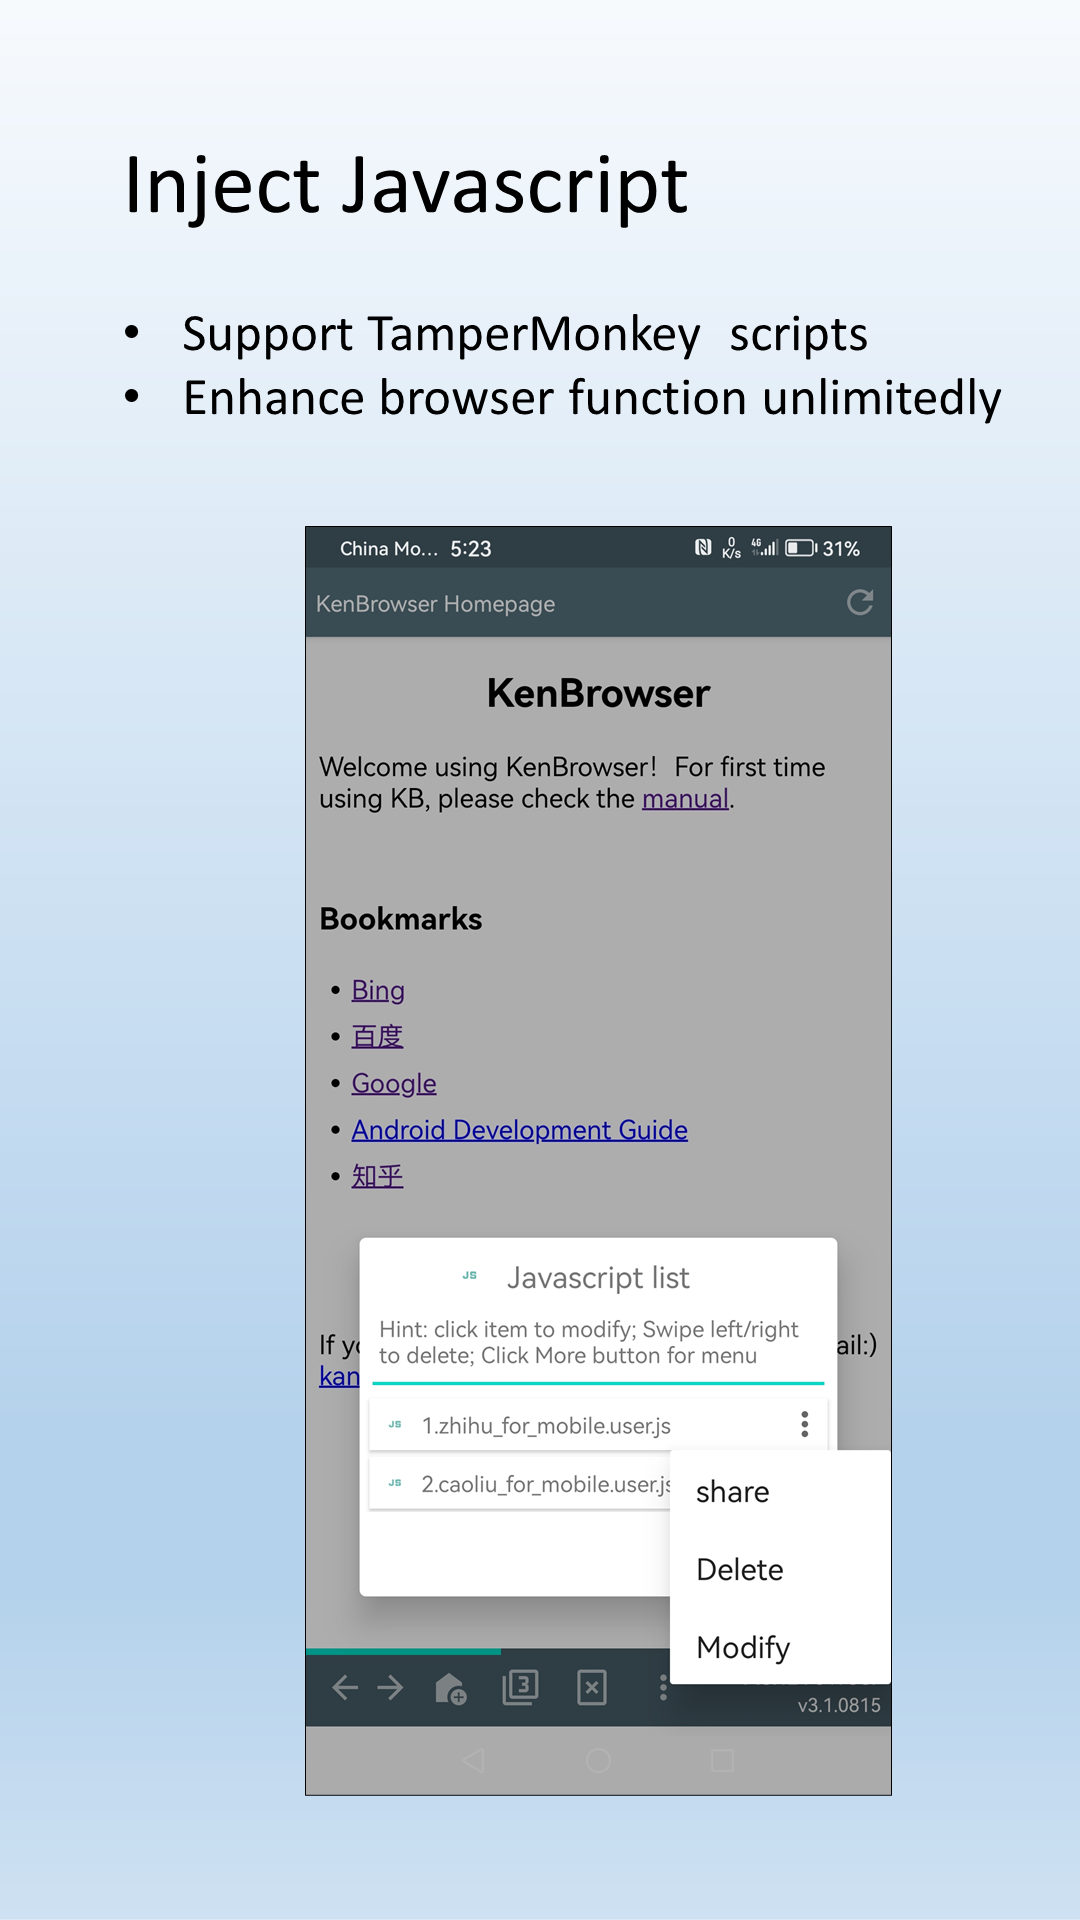 Inject Javascript
• Support TamperMonkey scripts
• Enhance browser function unlimitedly
China Mo... 5:23 0 K/s 4G 31%
KenBrowser Homepage
KenBrowser
Welcome using KenBrowser! For first time
using KB, please check the manual.
Bookmarks
• Bing
• 百度
• Google
• Android Development Guide
• 知乎
JS Javascript list
Hint: click item to modify; Swipe left/right
to delete; Click More button for menu
If ail:)
kan
JS 1.zhihu_for_mobile.user.js
JS 2.caoliu_for_mobile.user.js
share
Delete
Modify
3
v3.1.0815